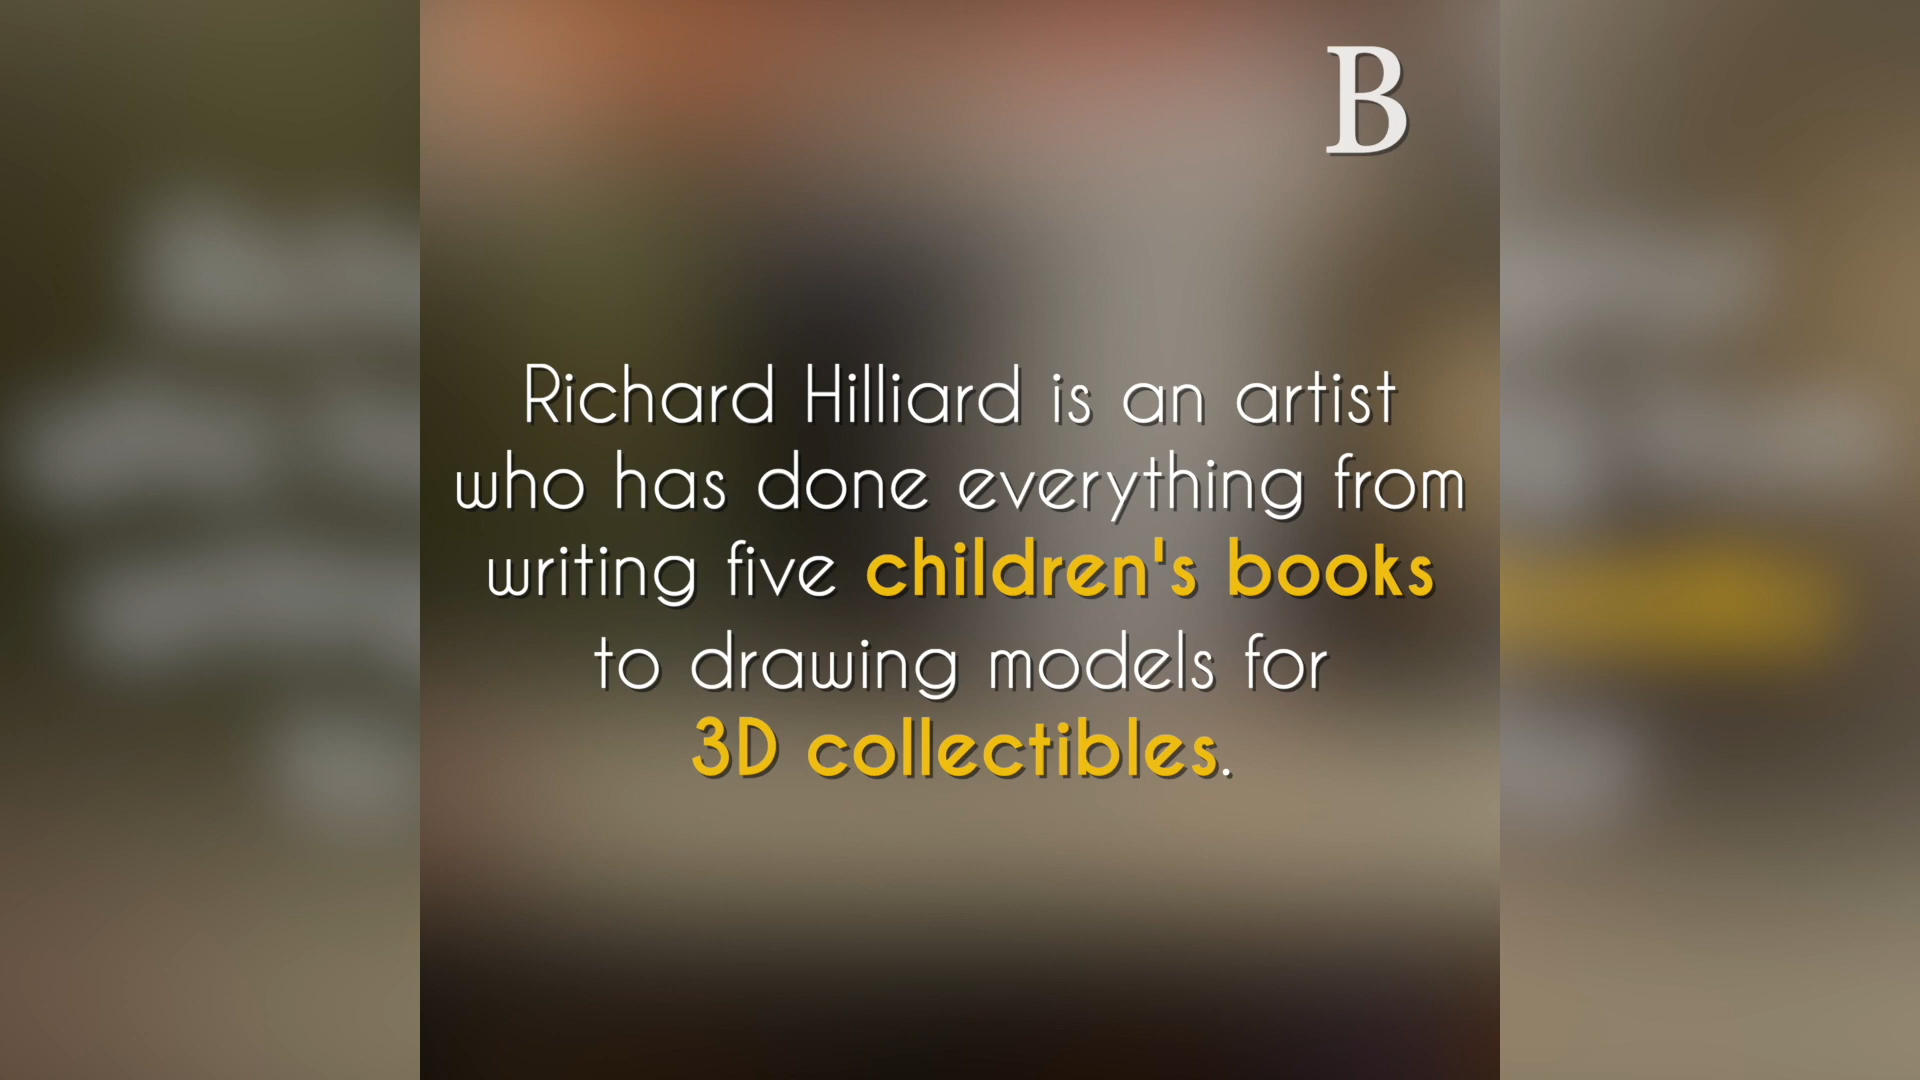 B
Richard Hilliard is an artist
who has done everything from
writing five children's books
to drawing models for
3D collectibles.